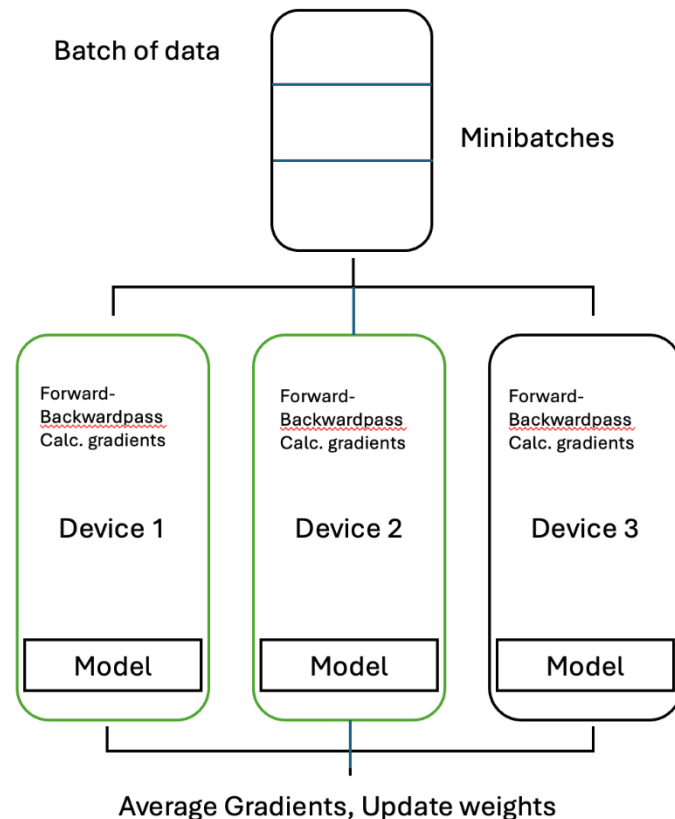 Batch of data
Minibatches
Forward-
Backwardpass
Calc. gradients
Device 1
Model
Forward-
Backwardpass
Calc. gradients
Device 2
Model
Forward-
Backwardpass
Calc. gradients
Device 3
Model
Average Gradients, Update weights